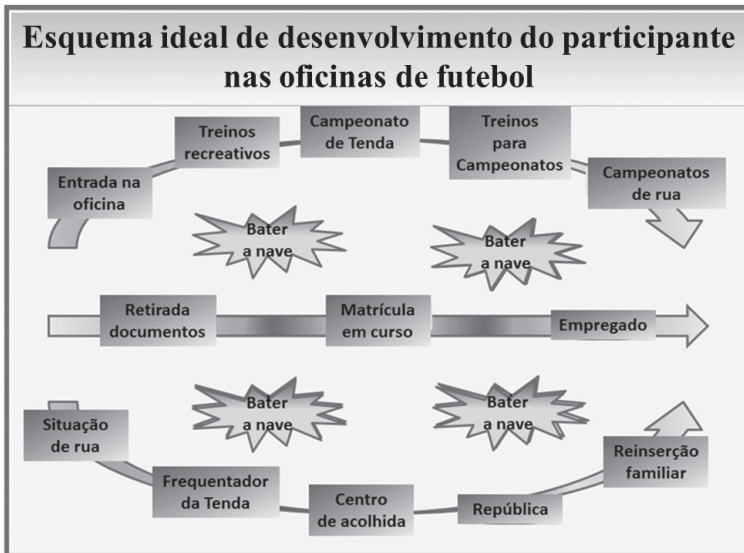 Esquema ideal de desenvolvimento do participante
nas oficinas de futebol
Entrada na
oficina
Treinos
recreativos
Campeonato
de Tenda
Treinos
para
Campeonatos
Campeonatos
de rua
Bater
a nave
Bater
a nave
Retirada
documentos
Matrícula
em curso
Empregado
Bater
a nave
Bater
a nave
Situação
de rua
Frequentador
da Tenda
Centro
de acolhida
República
Reinserção
familiar